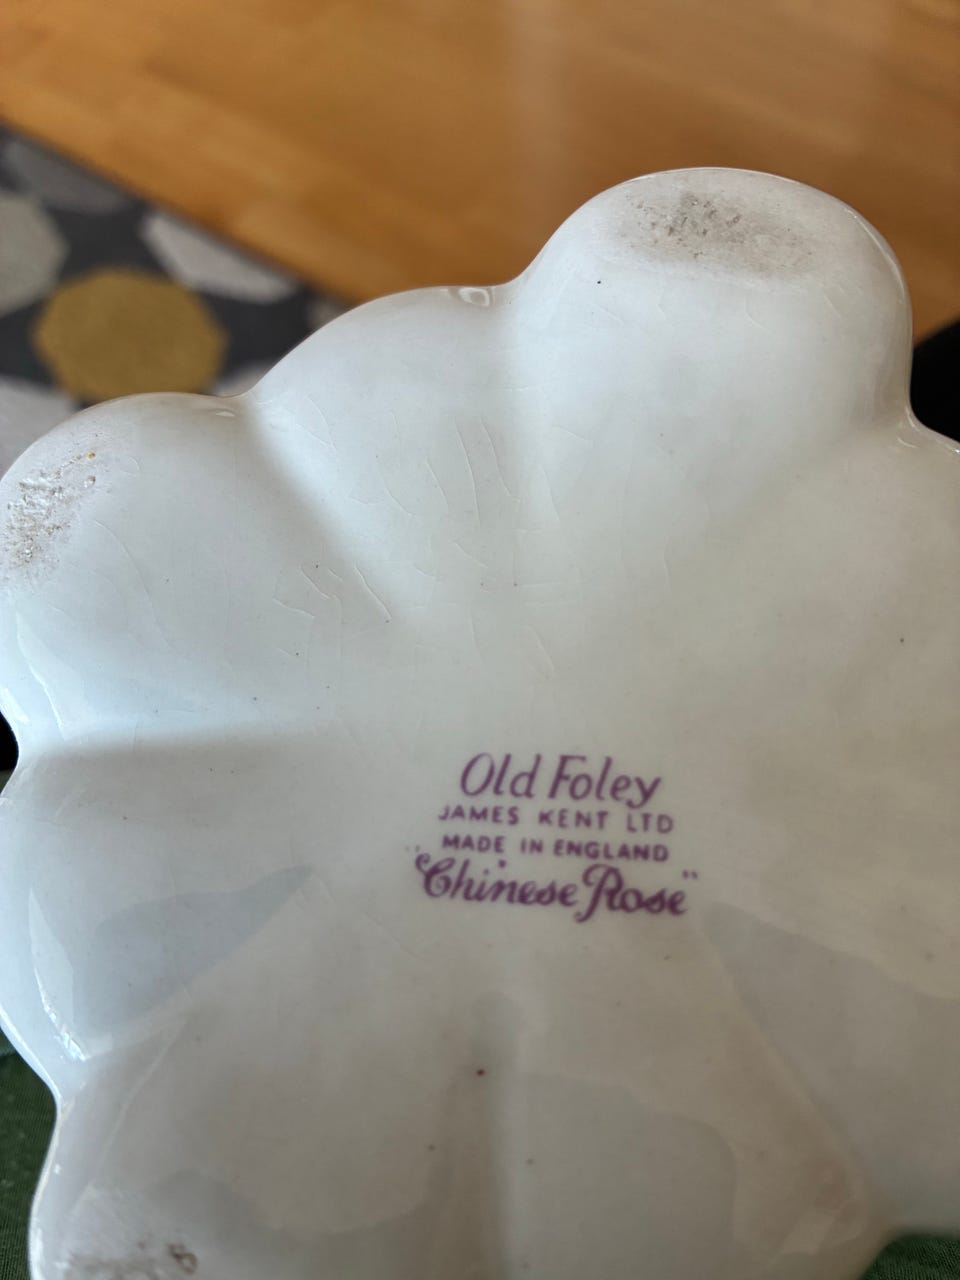 Old Foley
JAMES KENT LTD
MADE IN ENGLAND
"Chinese Rose"